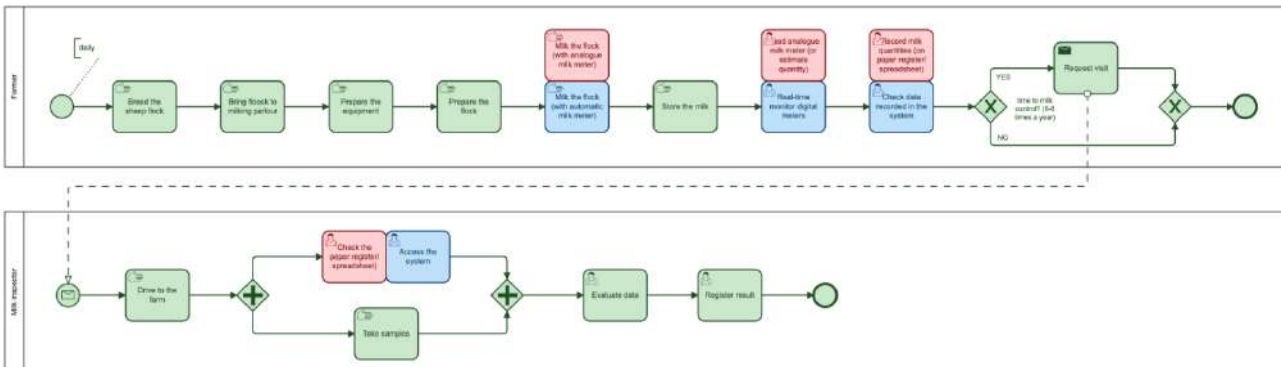 Farmer
daily
Breed the
sheep flock
Bring floosk to
milking parlour
Prepare the
equipment
Prepare the
flock
Milk the flock
(with analogue
milk meter)
Milk the flock
(with automatic
milk meter)
Store the milk
ead analogue
milk meter (or
estimate
quantity)
Real-time
monitor digital
meters
Record milk
quantities (on
paper register/
spreadsheet)
Check data
recorded in the
system
YES
time to milk
control? (6-8
times a year)
NO
Request visit
Milk inspector
Drive to the
farm
Check the
paper register/
spreadsheet)
Access the
system
Take samples
Evaluate data
Register result